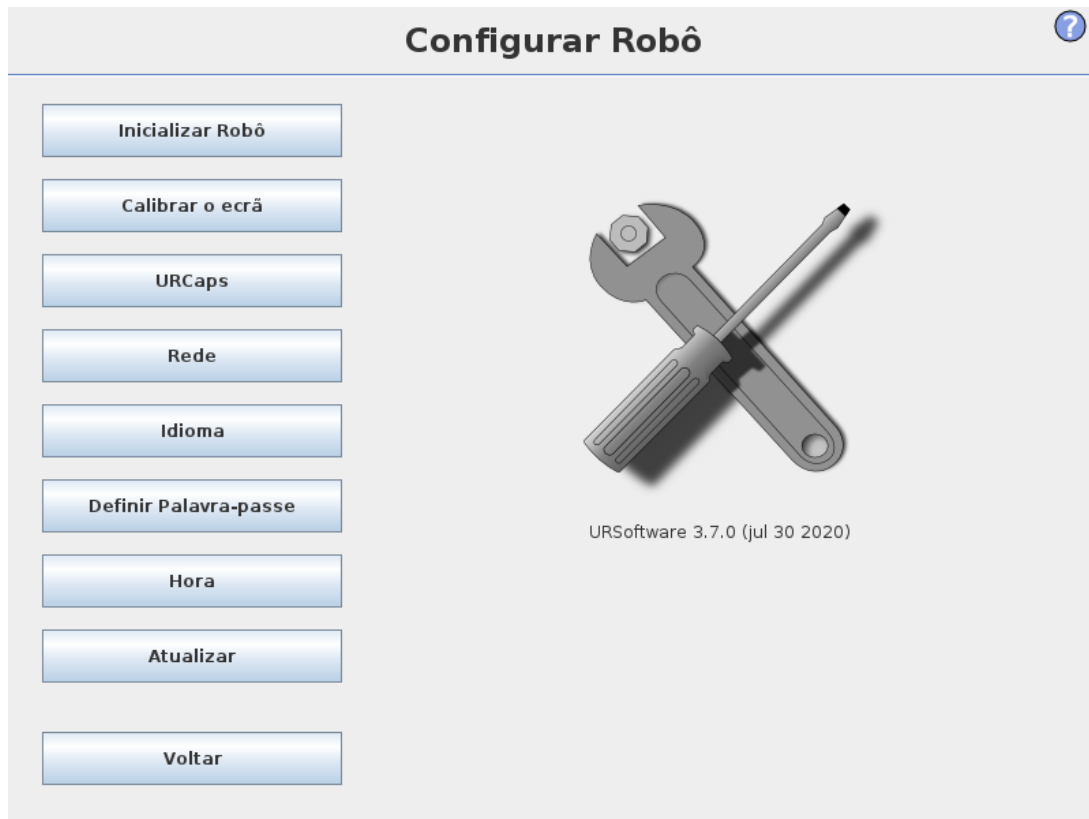 Configurar Robô
?
Inicializar Robô
Calibrar o ecrã
URCaps
Rede
Idioma
Definir Palavra-passe
Hora
Atualizar
Voltar
URSoftware 3.7.0 (jul 30 2020)